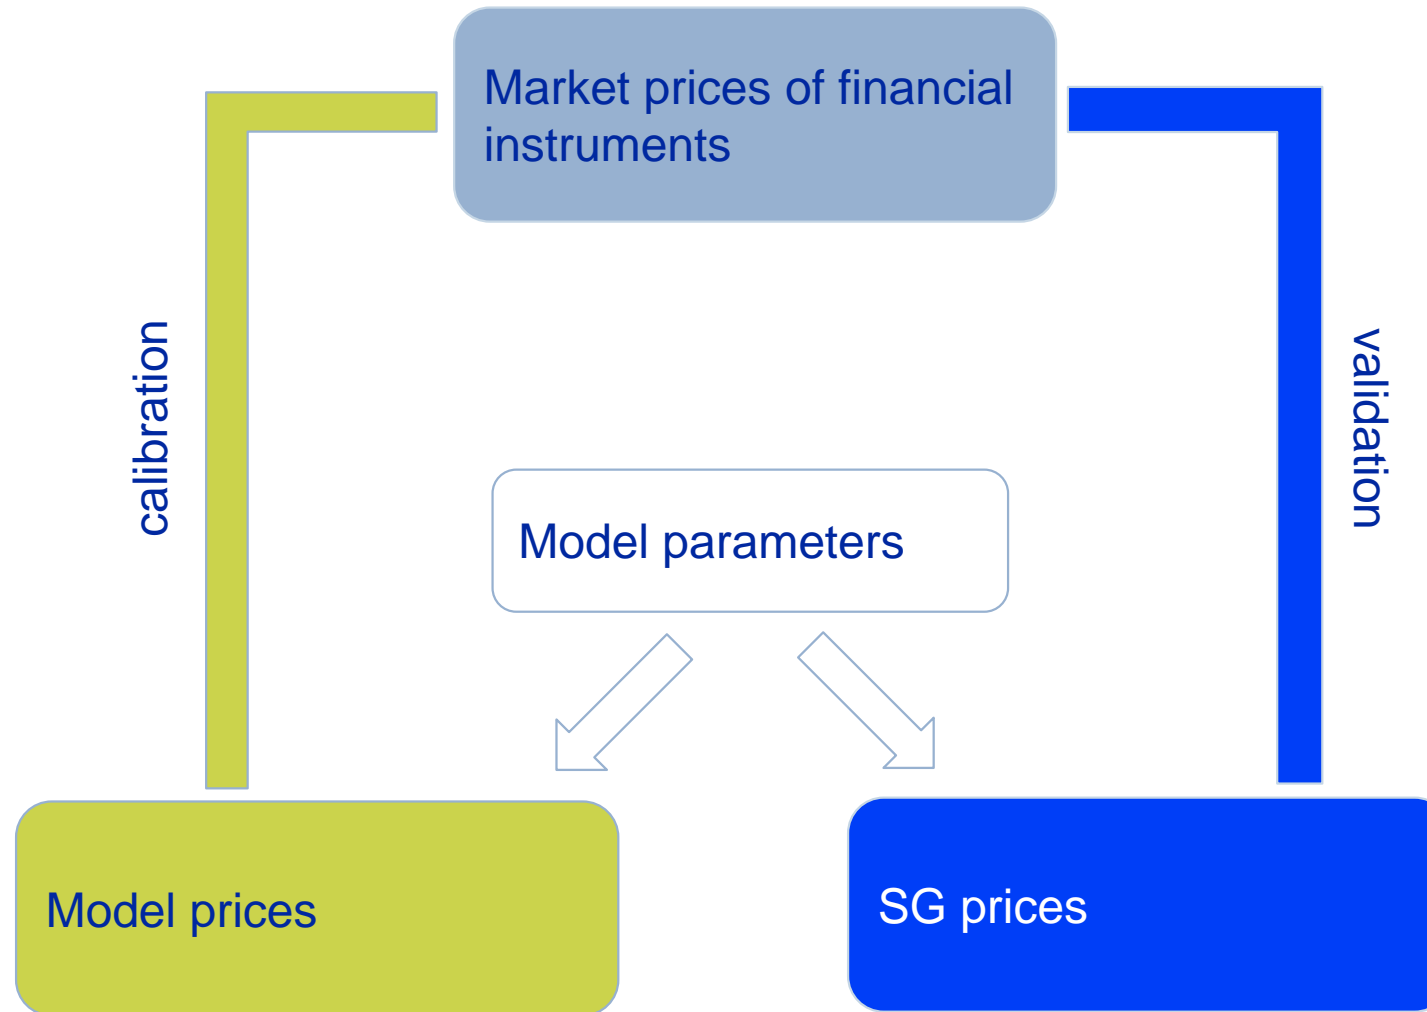 Market prices of financial
instruments
calibration
validation
Model parameters
Model prices
SG prices